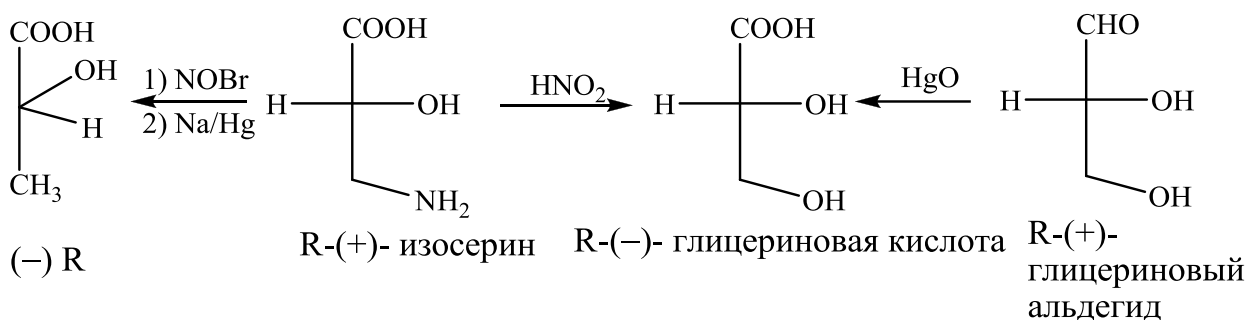 COOH
OH
H
CH₃
(−) R
1) NOBr
2) Na/Hg
COOH
H
OH
NH₂
R-(+)- изосерин
HNO₂
COOH
H
OH
OH
R-(−)- глицериновая кислота
HgO
CHO
H
OH
OH
R-(+)-
глицериновый
альдегид